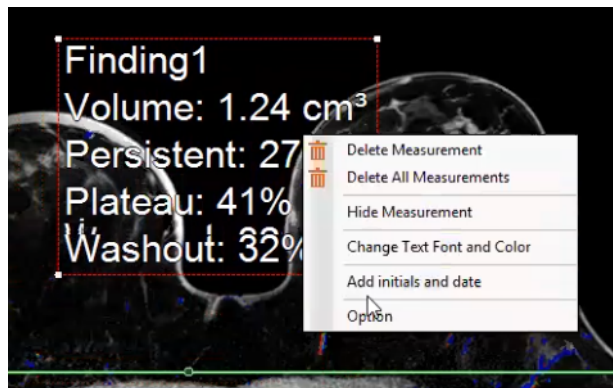 Finding1
Volume: 1.24 cm³
Persistent: 27
Plateau: 41%
Washout: 32%
Delete Measurement
Delete All Measurements
Hide Measurement
Change Text Font and Color
Add initials and date
Option